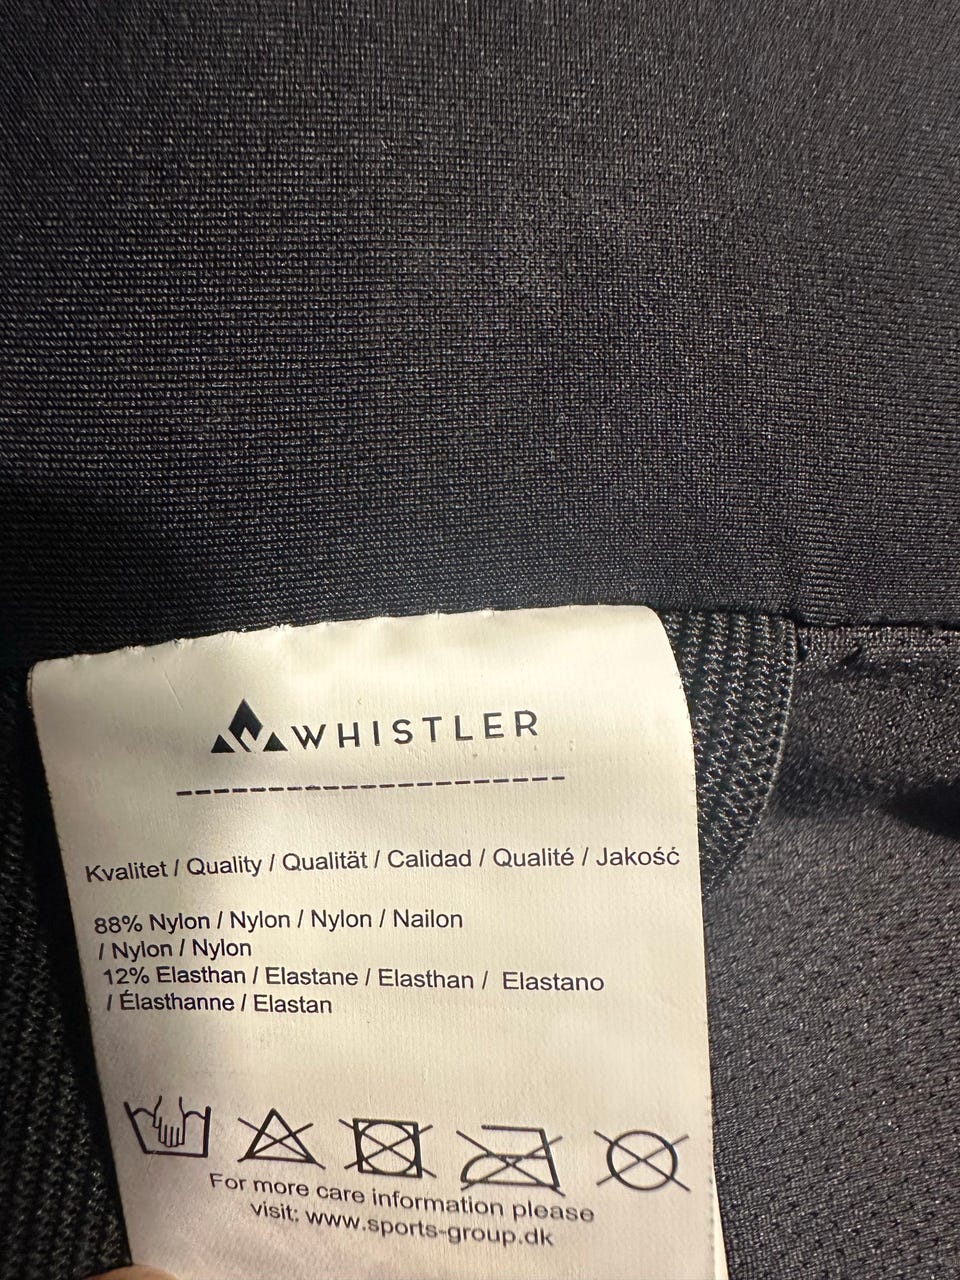 WHISTLER
Kvalitet / Quality / Qualität / Calidad / Qualité / Jakość
88% Nylon / Nylon / Nylon / Nailon
/ Nylon / Nylon
12% Elasthan / Elastane / Elasthan / Elastano
/ Élasthanne / Elastan
For more care information please
visit: www.sports-group.dk